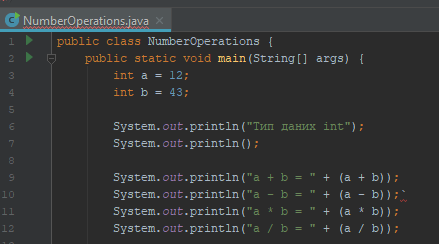 NumberOperations.java
1 public class NumberOperations {
2 public static void main(String[] args) {
3 int a = 12;
4 int b = 43;
5
6 System.out.println("Тип даних int");
7 System.out.println();
8
9 System.out.println("a + b = " + (a + b));
10 System.out.println("a - b = " + (a - b));`
11 System.out.println("a * b = " + (a * b));
12 System.out.println("a / b = " + (a / b));